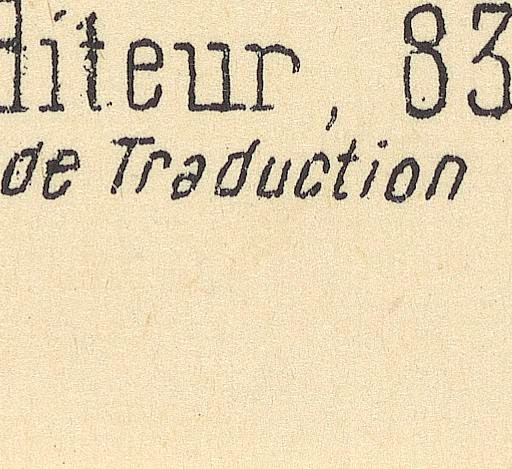 diteur, 83
de Traduction